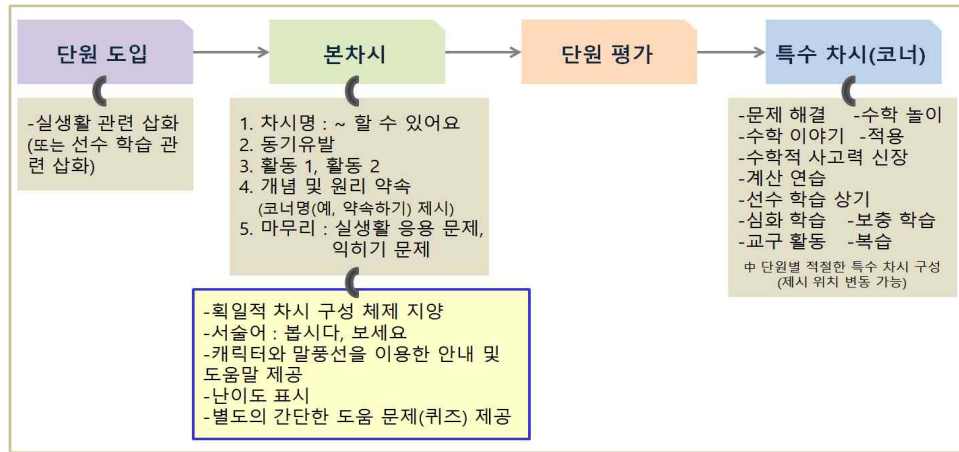 단원 도입
본차시
단원 평가
특수 차시(코너)
-실생활 관련 삽화
(또는 선수 학습 관
련 삽화)
1. 차시명 : ~ 할 수 있어요
2. 동기유발
3. 활동 1, 활동 2
4. 개념 및 원리 약속
(코너명(예, 약속하기) 제시)
5. 마무리 : 실생활 응용 문제,
익히기 문제
-획일적 차시 구성 체제 지양
-서술어 : 봅시다, 보세요
-캐릭터와 말풍선을 이용한 안내 및
도움말 제공
-난이도 표시
-별도의 간단한 도움 문제(퀴즈) 제공
-문제 해결 -수학 놀이
-수학 이야기 -적용
-수학적 사고력 신장
-계산 연습
-선수 학습 상기
-심화 학습 -보충 학습
-교구 활동 -복습
中 단원별 적절한 특수 차시 구성
(제시 위치 변동 가능)